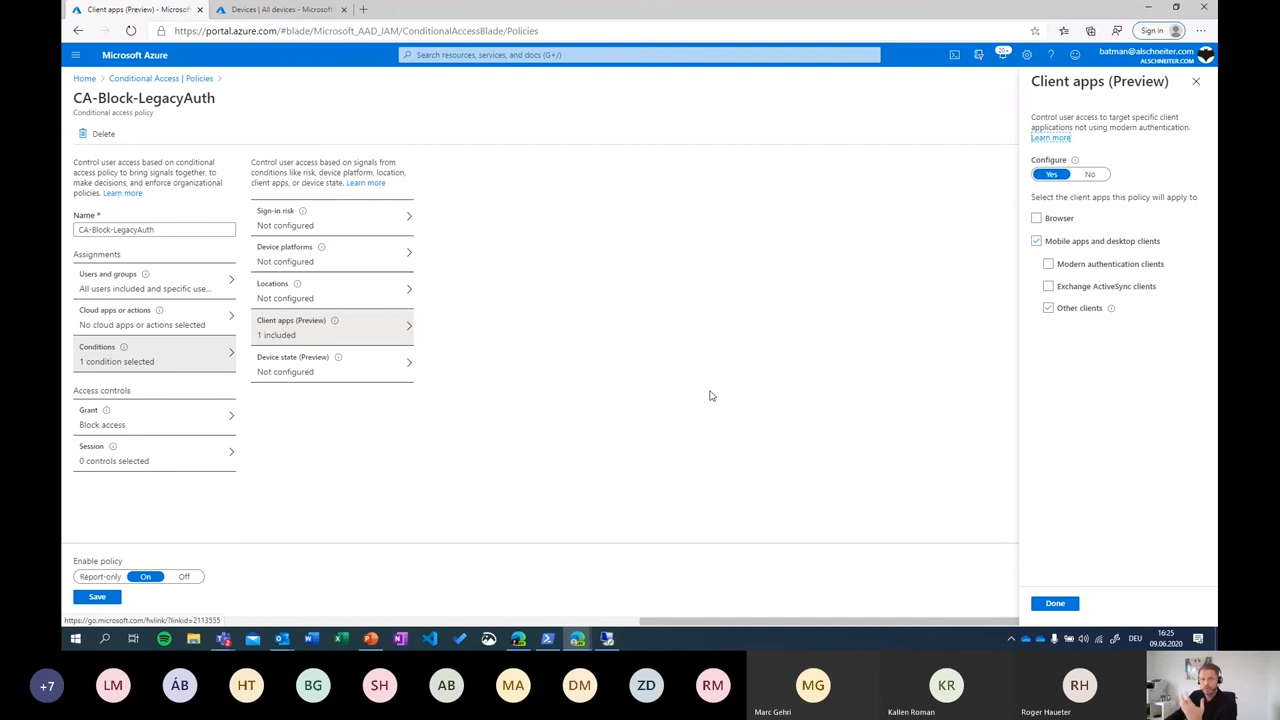 Client apps (Preview) - Microsof
Devices | All devices - Microsoft
https://portal.azure.com/#blade/Microsoft_AAD_IAM/ConditionalAccessBlade/Policies
Sign in
Microsoft Azure
Search resources, services, and docs (G+/)
20+
batman@alschneiter.com
ALSCHNEITER.COM
Home
Conditional Access | Policies
CA-Block-LegacyAuth
Conditional access policy
Delete
Control user access based on conditional
access policy to bring signals together, to
make decisions, and enforce organizational
policies. Learn more
Name *
CA-Block-LegacyAuth
Assignments
Users and groups
All users included and specific use...
Cloud apps or actions
No cloud apps or actions selected
Conditions
1 condition selected
Access controls
Grant
Block access
Session
0 controls selected
Enable policy
Report-only On Off
Save
https://go.microsoft.com/fwlink/?linkid=2113555
Control user access based on signals from
conditions like risk, device platform, location,
client apps, or device state. Learn more
Sign-in risk
Not configured
Device platforms
Not configured
Locations
Not configured
Client apps (Preview)
1 included
Device state (Preview)
Not configured
Client apps (Preview)
Control user access to target specific client
applications not using modern authentication.
Learn more
Configure
Yes No
Select the client apps this policy will apply to
Browser
Mobile apps and desktop clients
Modern authentication clients
Exchange ActiveSync clients
Other clients
Done
DEU
16:25
09.06.2020
+7
LM
ÁB
HT
BG
SH
AB
MA
DM
ZD
RM
MG
Marc Gehri
KR
Kallen Roman
RH
Roger Haueter